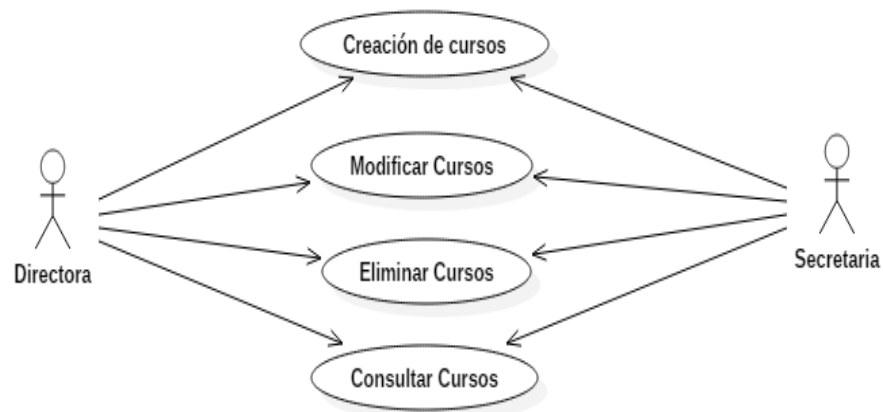 Creación de cursos
Modificar Cursos
Directora
Secretaria
Eliminar Cursos
Consultar Cursos